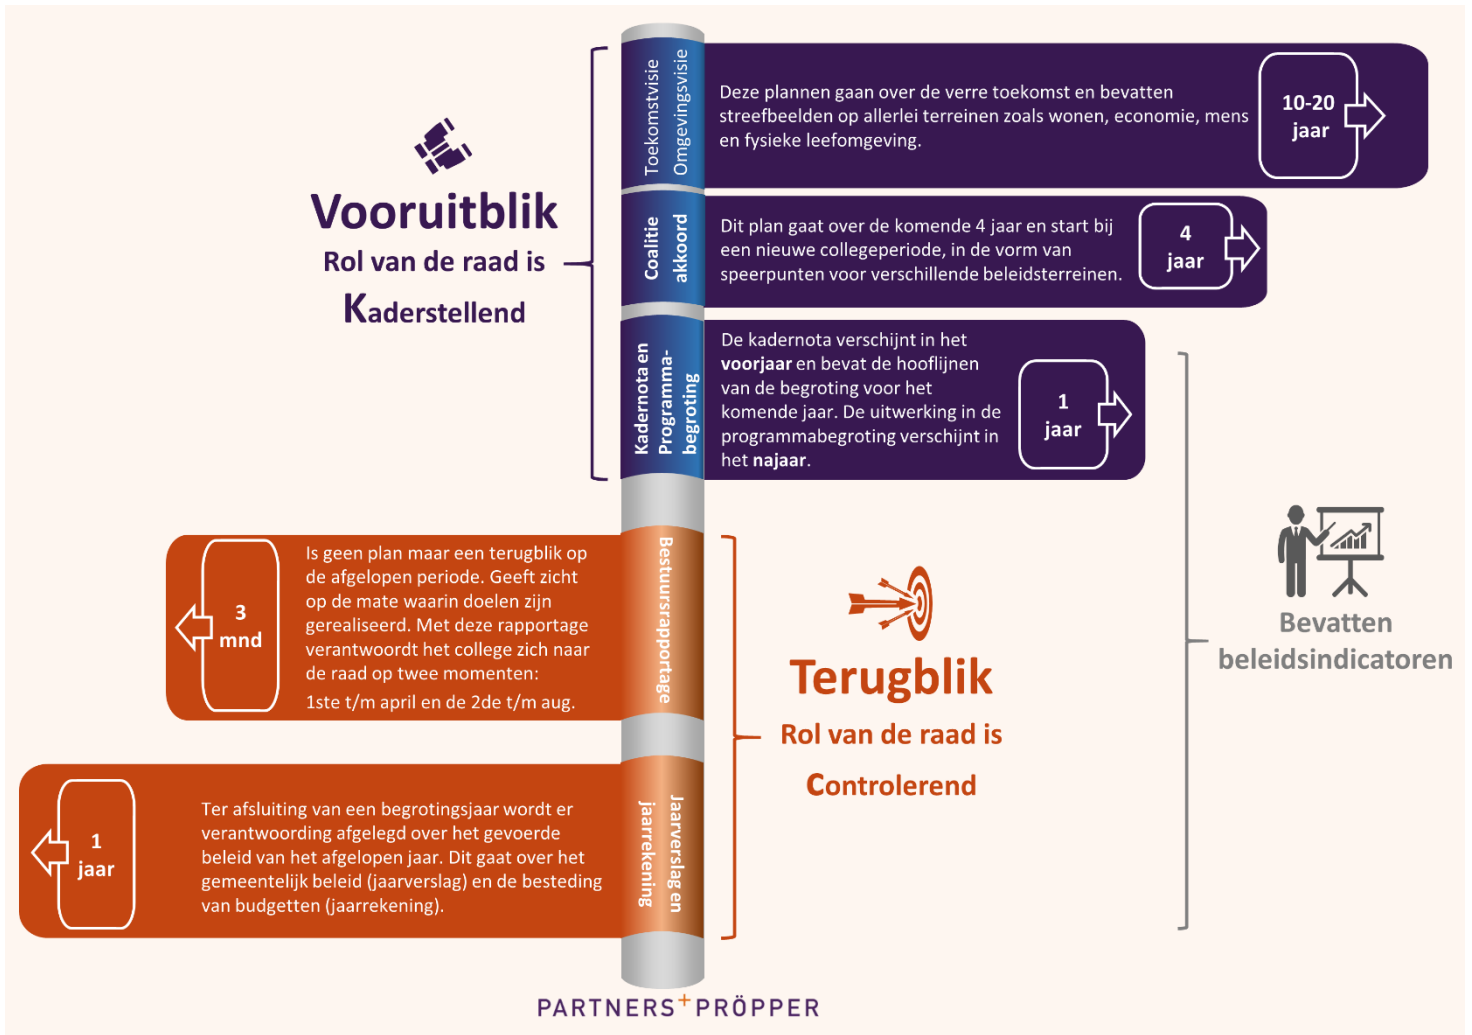 Toekomstvisie
Omgevingsvisie
Deze plannen gaan over de verre toekomst en bevatten
streefbeelden op allerlei terreinen zoals wonen, economie, mens
en fysieke leefomgeving.
10-20
jaar
Vooruitblik
Rol van de raad is
Kaderstellend
Coalitie
akkoord
Dit plan gaat over de komende 4 jaar en start bij
een nieuwe collegeperiode, in de vorm van
speerpunten voor verschillende beleidsterreinen.
4
jaar
Kadernota en
Programma-
begroting
De kadernota verschijnt in het
voorjaar en bevat de hooflijnen
van de begroting voor het
komende jaar. De uitwerking in de
programmabegroting verschijnt in
het najaar.
1
jaar
3
mnd
Is geen plan maar een terugblik op
de afgelopen periode. Geeft zicht
op de mate waarin doelen zijn
gerealiseerd. Met deze rapportage
verantwoordt het college zich naar
de raad op twee momenten:
1ste t/m april en de 2de t/m aug.
Bestuursrapportage
Terugblik
Rol van de raad is
Controlerend
Bevatten
beleidsindicatoren
1
jaar
Ter afsluiting van een begrotingsjaar wordt er
verantwoording afgelegd over het gevoerde
beleid van het afgelopen jaar. Dit gaat over het
gemeentelijk beleid (jaarverslag) en de besteding
van budgetten (jaarrekening).
Jaarverslag en
jaarrekening
PARTNERS+PRÖPPER